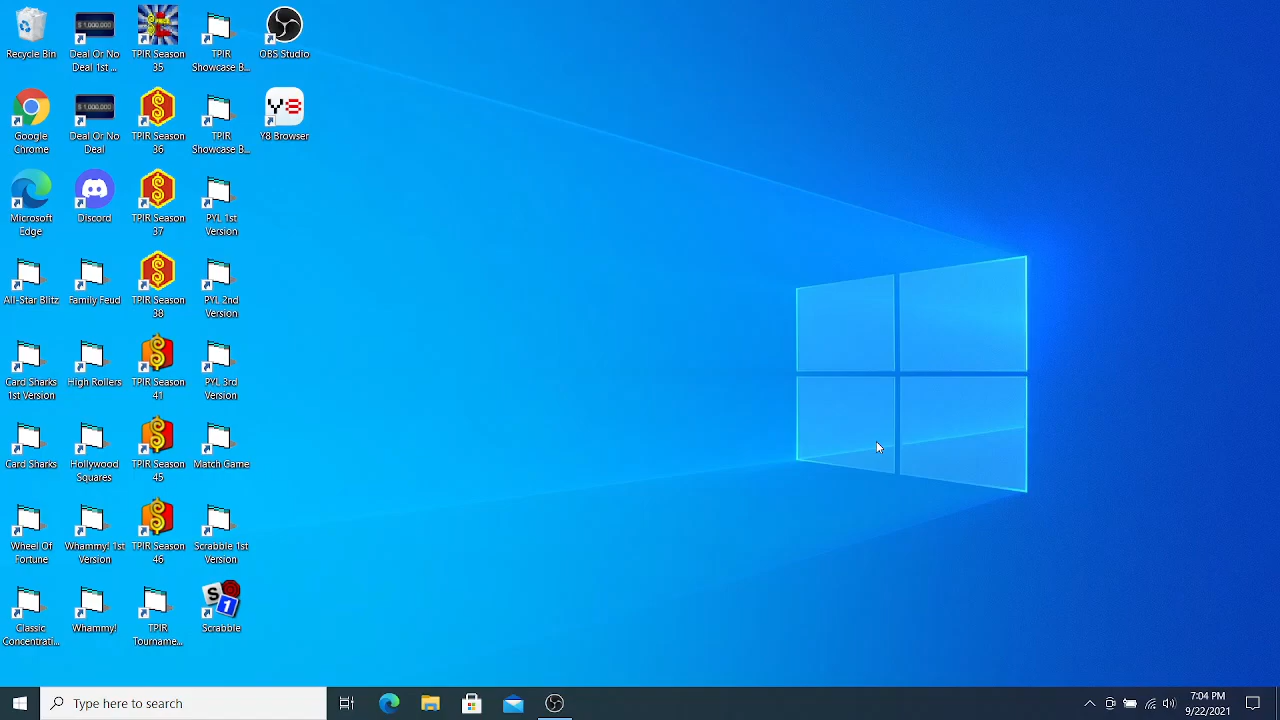 Recycle Bin
Deal Or No
Deal 1st ...
TPIR Season
35
TPIR
Showcase B...
OBS Studio
Google
Chrome
Deal Or No
Deal
TPIR Season
36
TPIR
Showcase B...
Y8 Browser
Microsoft
Edge
Discord
TPIR Season
37
PYL 1st
Version
All-Star Blitz
Family Feud
TPIR Season
38
PYL 2nd
Version
Card Sharks
1st Version
High Rollers
TPIR Season
41
PYL 3rd
Version
Card Sharks
Hollywood
Squares
TPIR Season
45
Match Game
Wheel Of
Fortune
Whammy! 1st
Version
TPIR Season
46
Scrabble 1st
Version
Classic
Concentrati...
Whammy!
TPIR
Tourname...
Scrabble
Type here to search
7:04 PM
9/22/2021